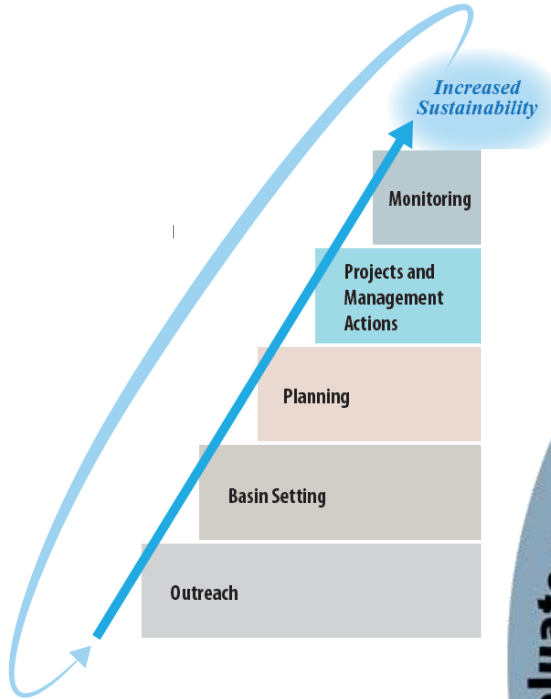 Increased
Sustainability
Monitoring
Projects and
Management
Actions
Planning
Basin Setting
Outreach